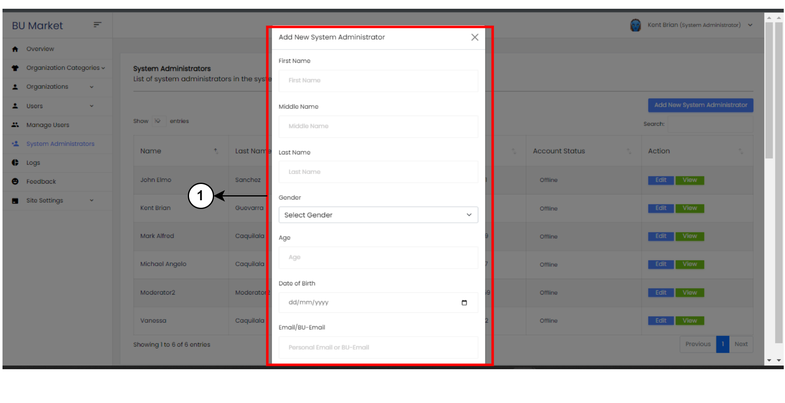 BU Market
Kent Brian (System Administrator)
Overview
Organization Categories
Organizations
Users
Manage Users
System Administrators
Logs
Feedback
Site Settings
System Administrators
List of system administrators in the syste
Add New System Administrator
Show entries
Search:
Name Last Name Account Status Action
John Elmo Sanchez Offline Edit View
Kent Brian Guevarra Offline Edit View
Mark Alfred Caquilala Offline Edit View
Michael Angelo Caquilala Offline Edit View
Moderator2 Moderator Offline Edit View
Vanessa Caquilala Offline Edit View
Showing 1 to 6 of 6 entries
Previous 1 Next
1
Add New System Administrator
First Name
First Name
Middle Name
Middle Name
Last Name
Last Name
Gender
Select Gender
Age
Age
Date of Birth
dd/mm/yyyy
Email/BU-Email
Personal Email or BU-Email